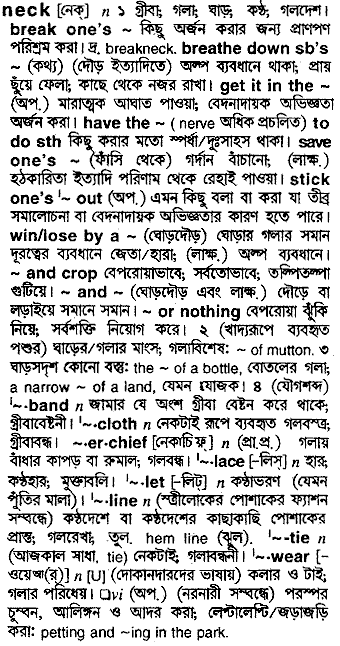 neck [নেক্] n ১ গ্রীবা; গলা; ঘাড়; কণ্ঠ; গলদেশ।
break one's ~ কিছু অর্জন করার জন্য প্রাণপণ
পরিশ্রম করা। দ্র. breakneck. breathe down sb's
~ (কথ্য) (দৌড় ইত্যাদিতে) অল্প ব্যবধানে থাকা; প্রায়
ছুঁয়ে ফেলা; কাছে থেকে নজর রাখা। get it in the ~
(অপ.) মারাত্মক আঘাত পাওয়া; বেদনাদায়ক অভিজ্ঞতা
অর্জন করা। have the ~ (nerve অধিক প্রচলিত) to
do sth কিছু করার মতো স্পর্ধা/দুঃসাহস থাকা। save
one's ~ (ফাঁসি থেকে) গর্দান বাঁচানো; (লাক্ষ.)
হঠকারিতা ইত্যাদি পরিণাম থেকে রেহাই পাওয়া। stick
one's ˈ~ out (অপ.) এমন কিছু বলা বা করা যা তীব্র
সমালোচনা বা বেদনাদায়ক অভিজ্ঞতার কারণ হতে পারে।
win/lose by a ~ (ঘোড়দৌড়) ঘোড়ার গলার সমান
দূরত্বের ব্যবধানে জেতা/হারা; (লাক্ষ.) অল্প ব্যবধানে।
~ and crop বেপরোয়াভাবে; সর্বতোভাবে; তল্পিতল্পা
গুটিয়ে। ~ and ~ (ঘোড়দৌড় এবং লাক্ষ.) দৌড়ে বা
লড়াইয়ে সমানে সমান। ~ or nothing বেপরোয়া ঝুঁকি
নিয়ে; সর্বশক্তি নিয়োগ করে। ২ (খাদ্যরূপে ব্যবহৃত
পশুর) ঘাড়ের/গলার মাংস; গলাবিশেষ: ~ of mutton. ৩
ঘাড়সদৃশ কোনো বস্তু: the ~ of a bottle, বোতলের গলা;
a narrow ~ of a land, যেমন যোজক। ৪ (যৌগশব্দ)
ˈ~·band n জামার যে অংশ গ্রীবা বেষ্টন করে থাকে;
গ্রীবাবেষ্টনী। ˈ~·cloth n নেকটাই রূপে ব্যবহৃত গলবস্ত্র;
গ্রীবাবন্ধ। ~·er·chief [নেকাচিফ্] n (প্রা.প্র.) গলায়
বাঁধার কাপড় বা রুমাল; গলবন্ধ। ˈ~·lace [-লিস্] n হার;
কণ্ঠহার; মুক্তাবলি। ˈ~·let [-লিট্] n কণ্ঠাভরণ (যেমন
পুঁতির মালা)। ˈ~·line n (স্ত্রীলোকের পোশাকের ফ্যাশন
সম্বন্ধে) কণ্ঠদেশে বা কণ্ঠদেশের কাছাকাছি পোশাকের
প্রান্ত; গলরেখা; তুল. hem line (ঝুল). ˈ~·tie n
(আজকাল সাধা. tie) নেকটাই; গলাবন্ধনী। ˈ~·wear [-
ওয়েঅ(র্)] n [U] (দোকানদারদের ভাষায়) কলার ও টাই;
গলার পরিধেয়। □vi (অপ.) (নরনারী সম্বন্ধে) পরস্পর
চুম্বন, আলিঙ্গন ও আদর করা; লেপ্টালেপ্টি/জড়াজড়ি
করা: petting and ~ing in the park.